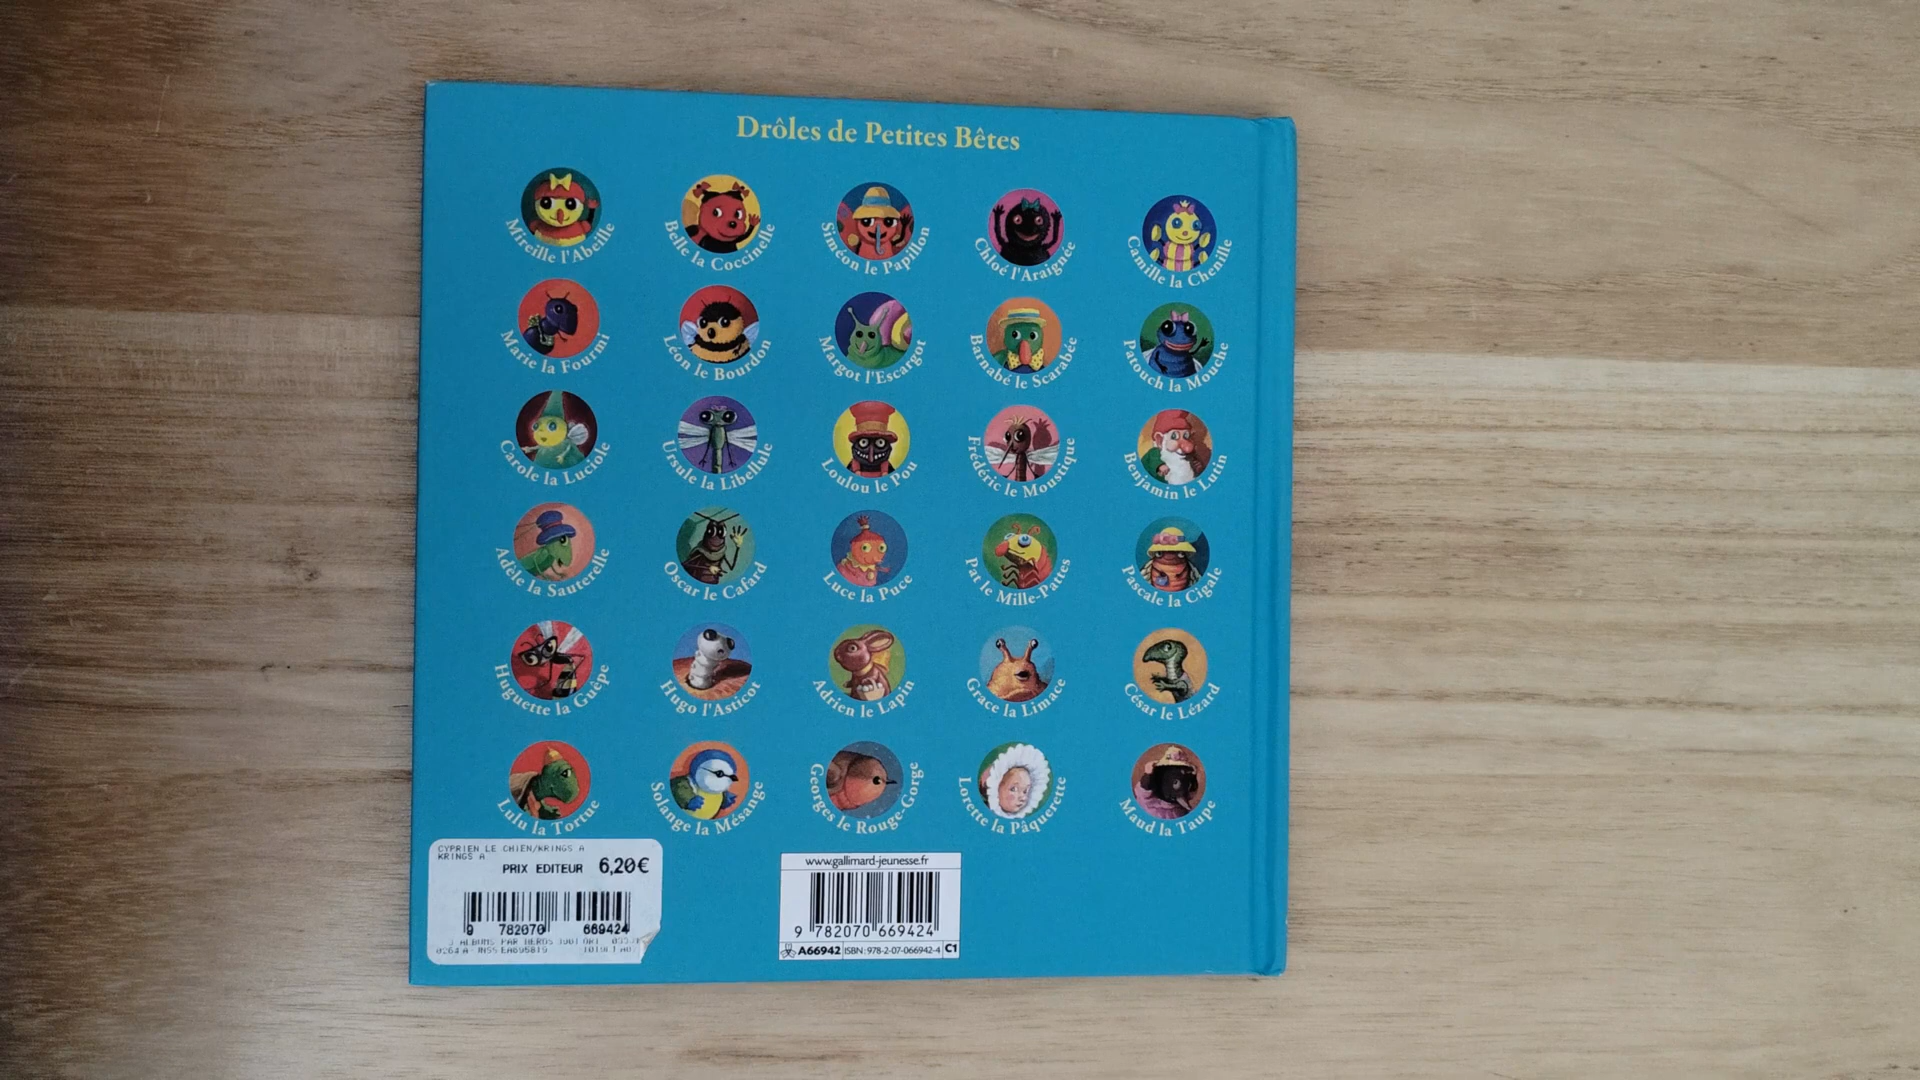 Drôles de Petites Bêtes
Mireille l'Abeille
Belle la Coccinelle
Siméon le Papillon
Chloé l'Araignée
Camille la Chenille
Marie la Fourmi
Léon le Bourdon
Margot l'Escargot
Barnabé le Scarabée
Patouch la Mouche
Carole la Luciole
Ursule la Libellule
Loulou le Pou
Frédéric le Moustique
Benjamin le Lutin
Adèle la Sauterelle
Oscar le Cafard
Luce la Puce
Pat le Mille-Pattes
Pascale la Cigale
Huguette la Guêpe
Hugo l'Asticot
Adrien le Lapin
Grace la Limace
César le Lézard
Lulu la Tortue
Solange la Mésange
Georges le Rouge-Gorge
Lorette la Pâquerette
Maud la Taupe
CYPRIEN LE CHIEN/KRINGS A
KRINGS A
PRIX EDITEUR 6,20€
9 782070 669424
ALBUMS PAR HEROS
www.gallimard-jeunesse.fr
9 782070 669424
A66942 ISBN: 978-2-07-066942-4 C1